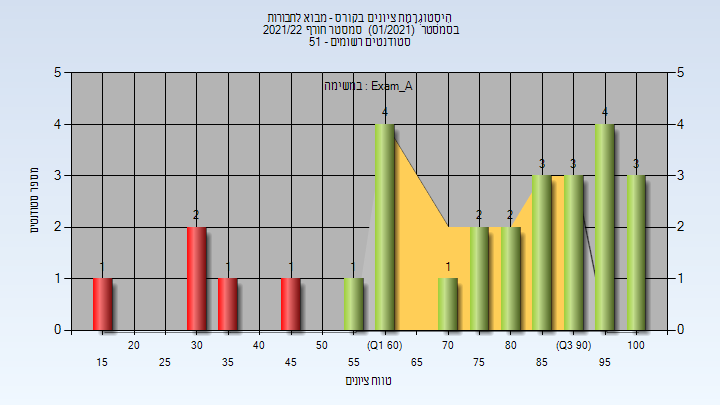 היסטוגרמת ציונים בקורס - מבוא לחבורות
בסמסטר (01/2021) סמסטר חורף 2021/22
סטודנטים רשומים - 51
במשימה : Exam_A
מספר סטודנטים
5 5
4 4
3 3
2 2
1 1
0 0
1 2 1 1 1 4 1 2 2 3 3 4 3
20 30 40 50 (Q1 60) 70 80 (Q3 90) 100
15 25 35 45 55 65 75 85 95
טווח ציונים